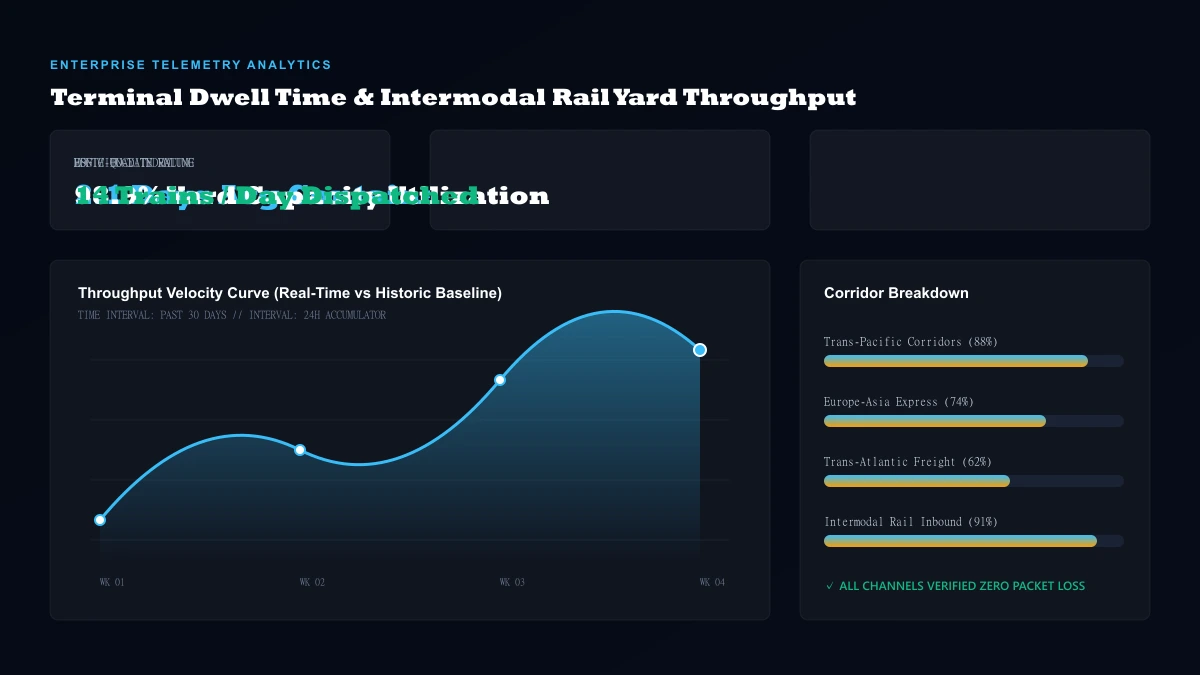 ENTERPRISE TELEMETRY ANALYTICS
Terminal Dwell Time & Intermodal Rail Yard Throughput
Trains / Day Dispatched
Throughput Velocity Curve (Real-Time vs Historic Baseline)
TIME INTERVAL: PAST 30 DAYS // INTERVAL: 24H ACCUMULATOR
WK 01
WK 02
WK 03
WK 04
Corridor Breakdown
Trans-Pacific Corridors (88%)
Europe-Asia Express (74%)
Trans-Atlantic Freight (62%)
Intermodal Rail Inbound (91%)
✓ ALL CHANNELS VERIFIED ZERO PACKET LOSS